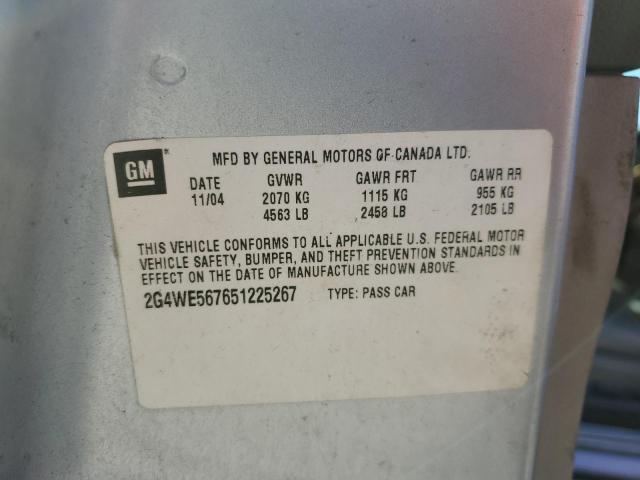 GM
MFD BY GENERAL MOTORS OF CANADA LTD.
DATE GVWR GAWR FRT GAWR RR
11/04 2070 KG 1115 KG 955 KG
4563 LB 2458 LB 2105 LB
THIS VEHICLE CONFORMS TO ALL APPLICABLE U.S. FEDERAL MOTOR
VEHICLE SAFETY, BUMPER, AND THEFT PREVENTION STANDARDS IN
EFFECT ON THE DATE OF MANUFACTURE SHOWN ABOVE.
2G4WE567651225267 TYPE: PASS CAR